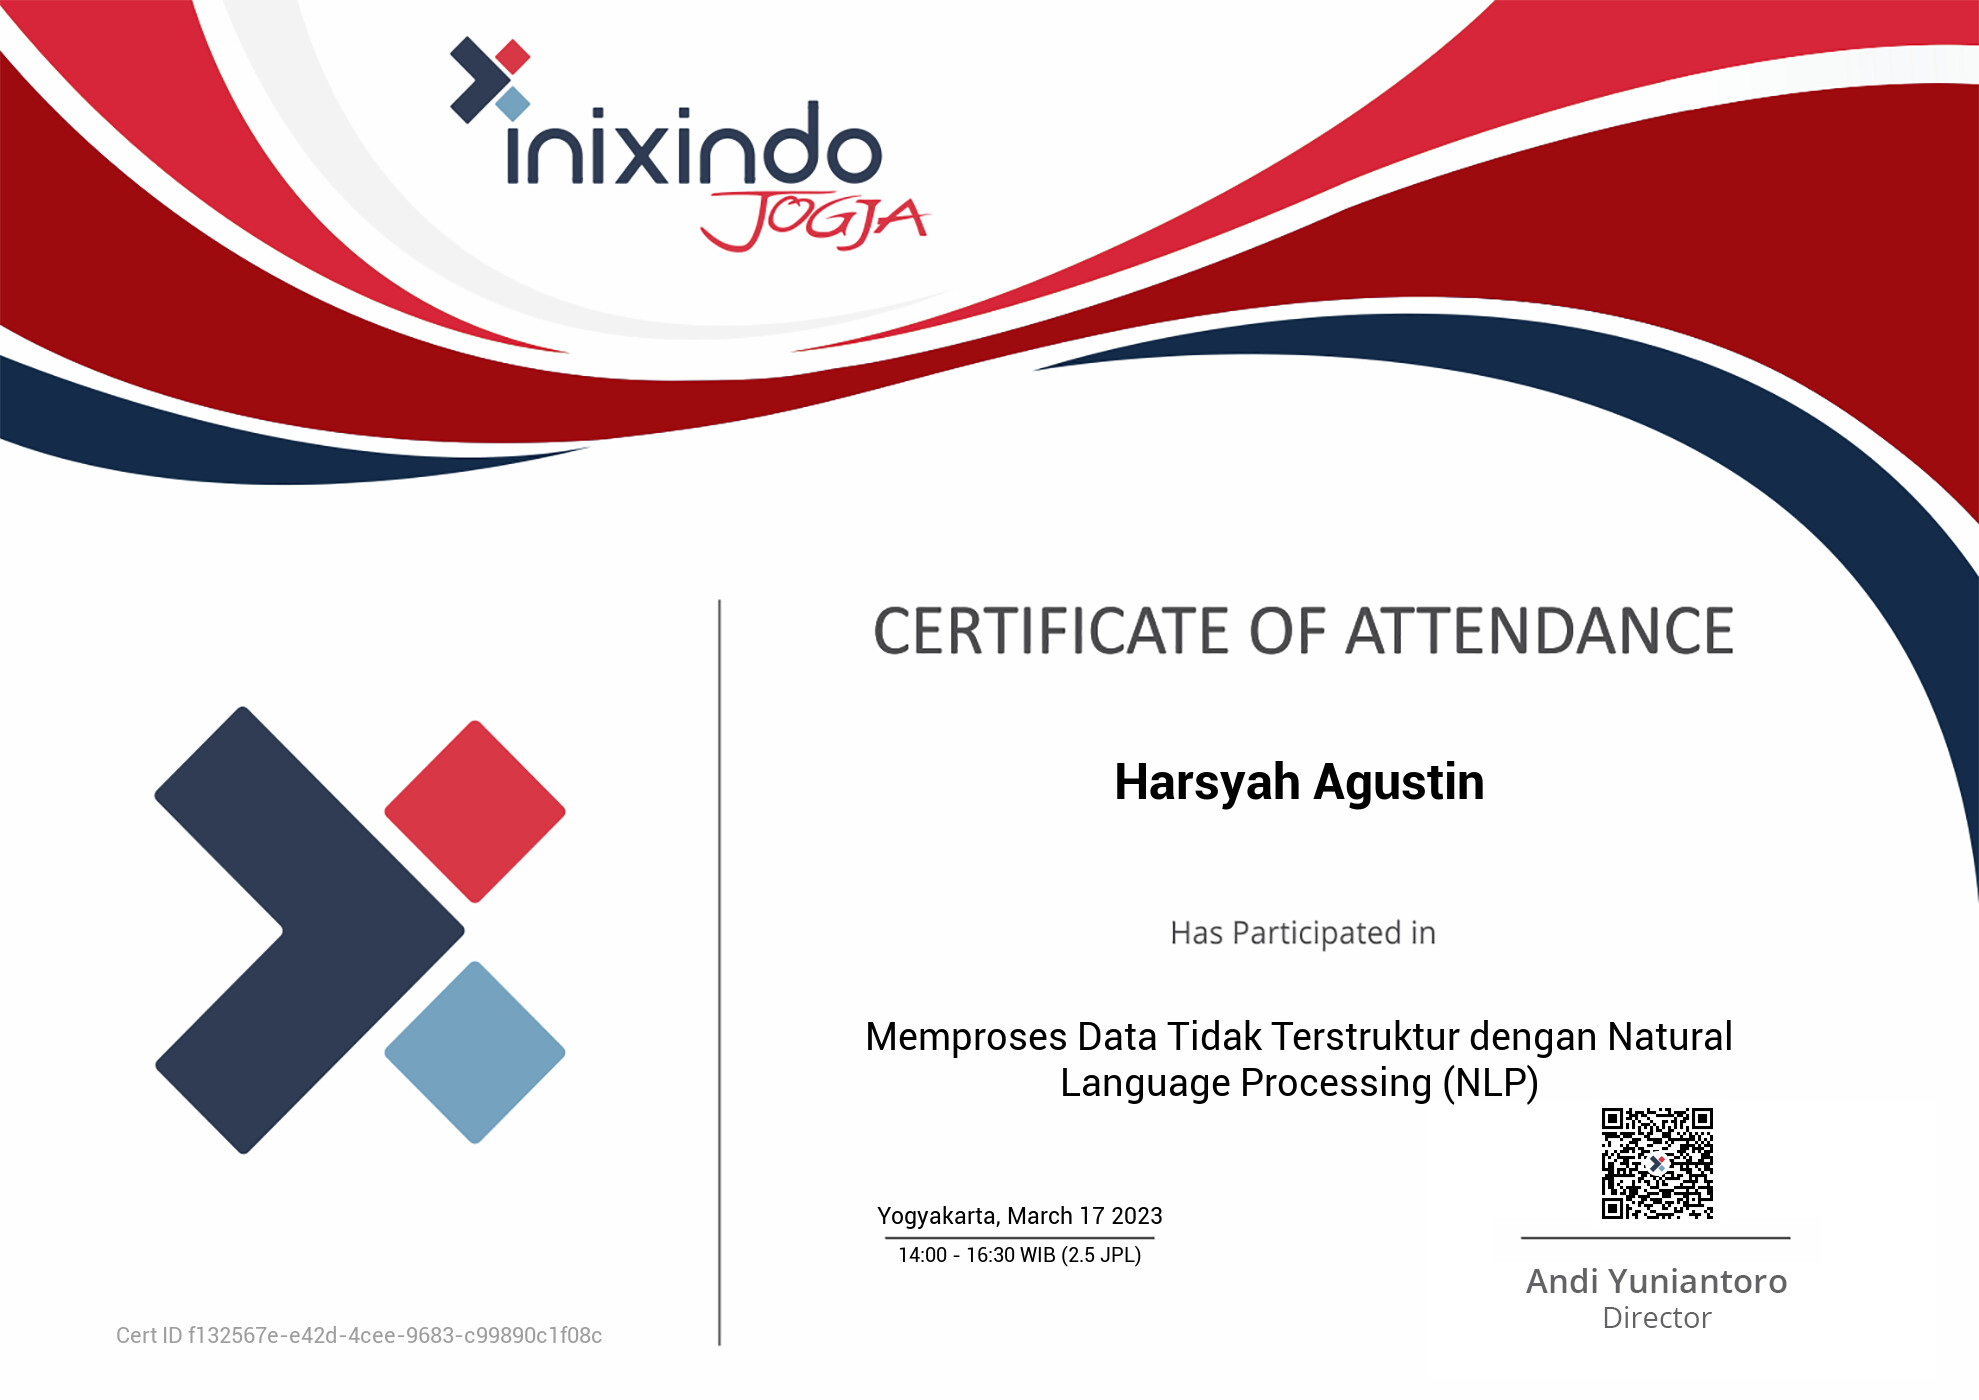 inixindo
JOGJA
CERTIFICATE OF ATTENDANCE
Harsyah Agustin
Has Participated in
Memproses Data Tidak Terstruktur dengan Natural
Language Processing (NLP)
Yogyakarta, March 17 2023
14:00 - 16:30 WIB (2.5 JPL)
Andi Yuniantoro
Director
Cert ID f132567e-e42d-4cee-9683-c99890c1f08c